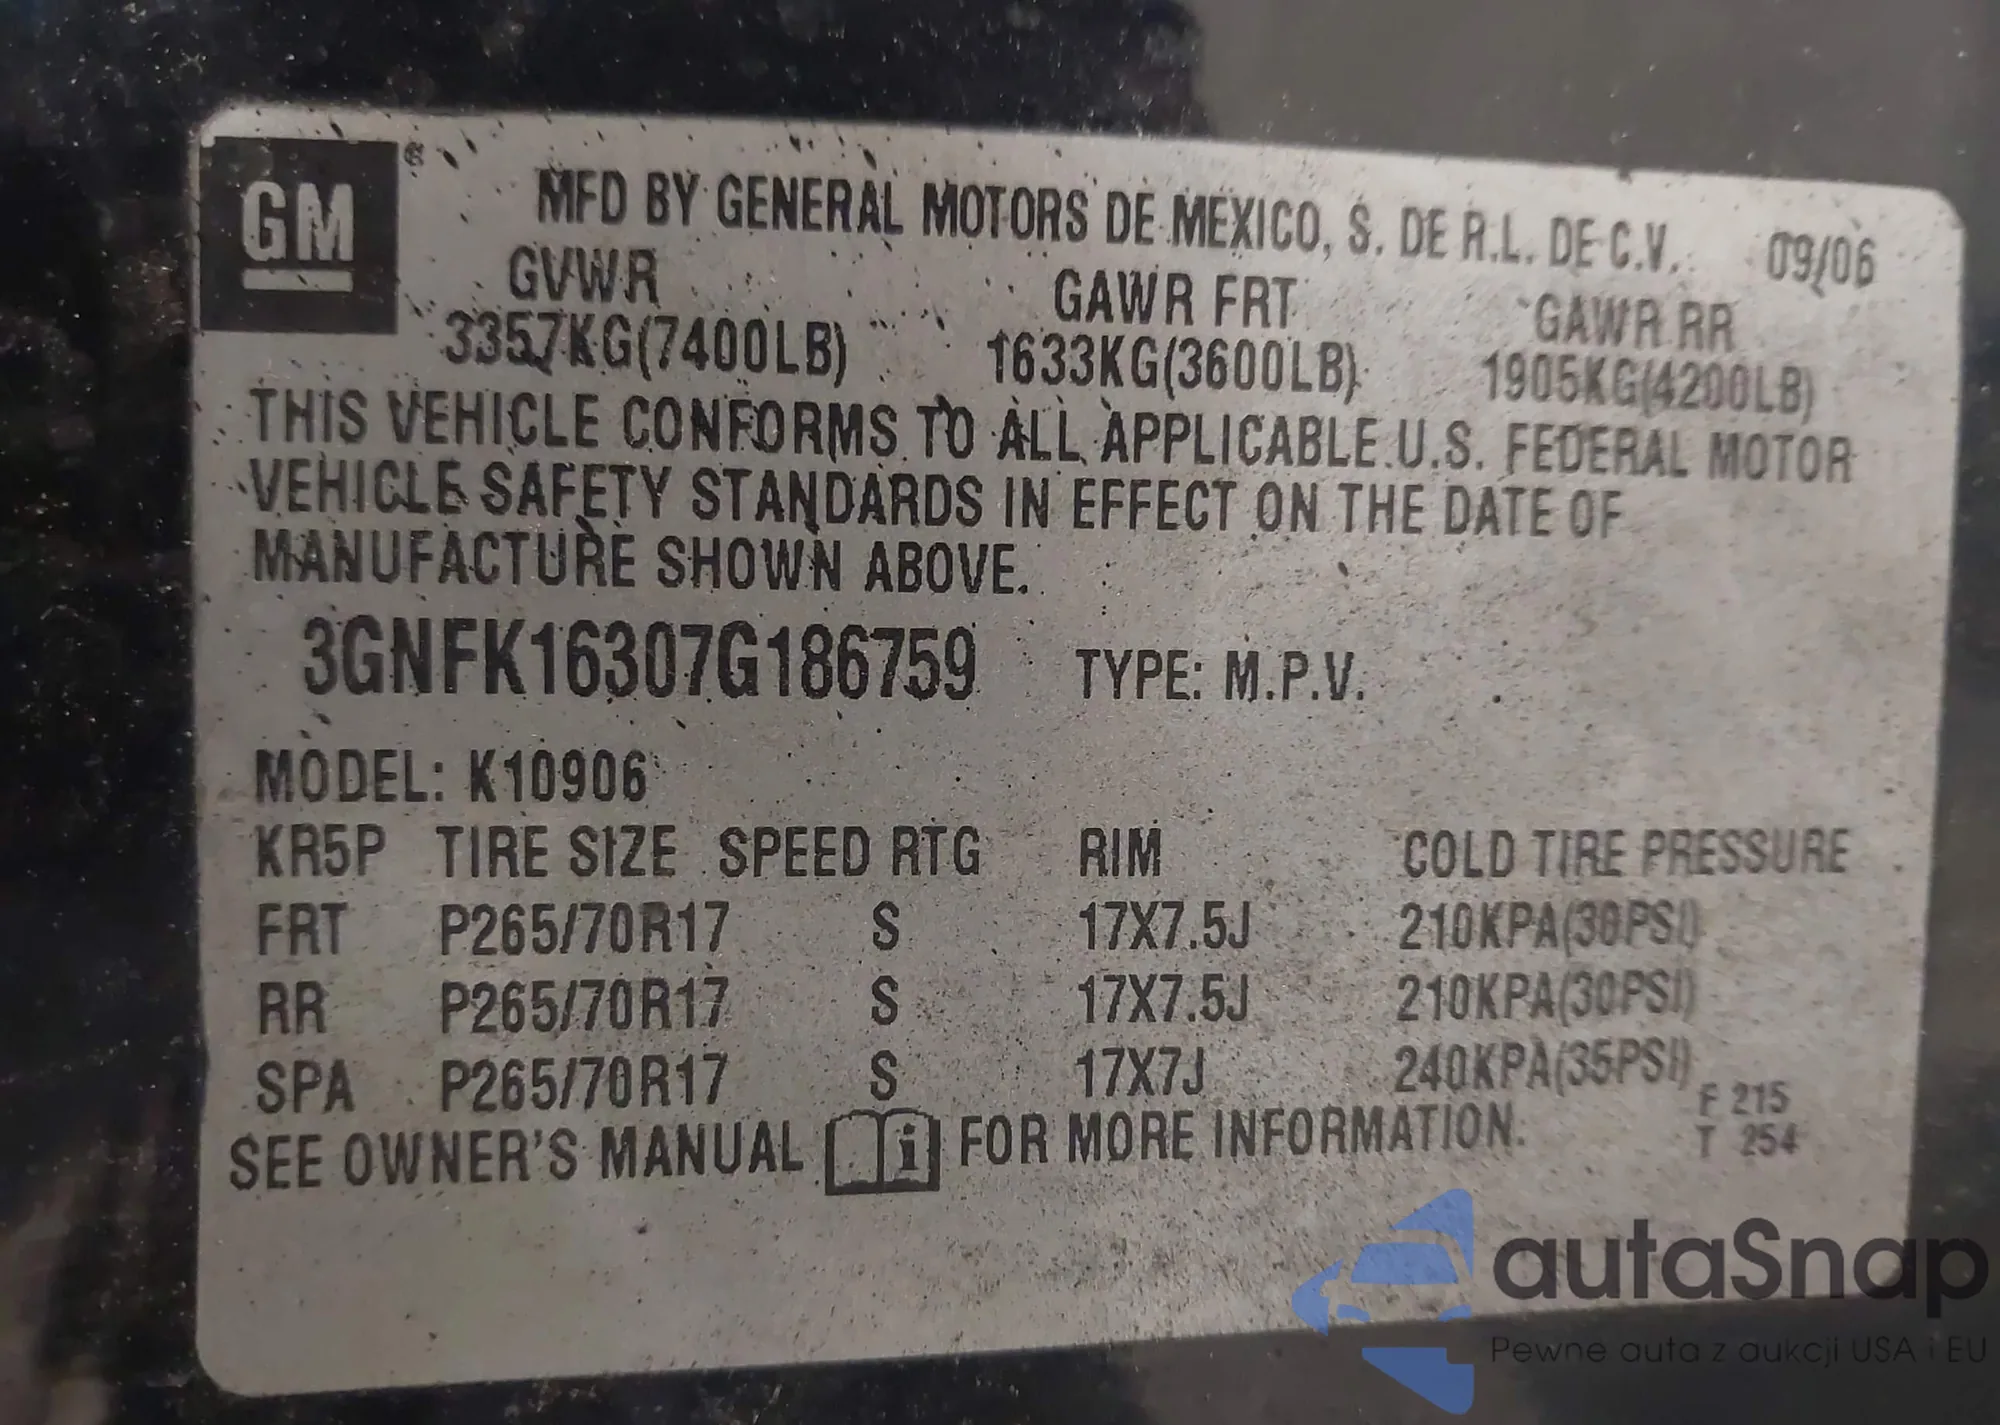 GM ®
MFD BY GENERAL MOTORS DE MEXICO, S. DE R.L. DE C.V. 09/06
GVWR GAWR FRT GAWR RR
3357KG(7400LB) 1633KG(3600LB) 1905KG(4200LB)
THIS VEHICLE CONFORMS TO ALL APPLICABLE U.S. FEDERAL MOTOR
VEHICLE SAFETY STANDARDS IN EFFECT ON THE DATE OF
MANUFACTURE SHOWN ABOVE.
3GNFK16307G186759 TYPE: M.P.V.
MODEL: K10906
KR5P TIRE SIZE SPEED RTG RIM COLD TIRE PRESSURE
FRT P265/70R17 S 17X7.5J 210KPA(30PSI)
RR P265/70R17 S 17X7.5J 210KPA(30PSI)
SPA P265/70R17 S 17X7J 240KPA(35PSI)
SEE OWNER'S MANUAL i FOR MORE INFORMATION.
F 215
T 254
autaSnap
Pewne auta z aukcji USA i EU